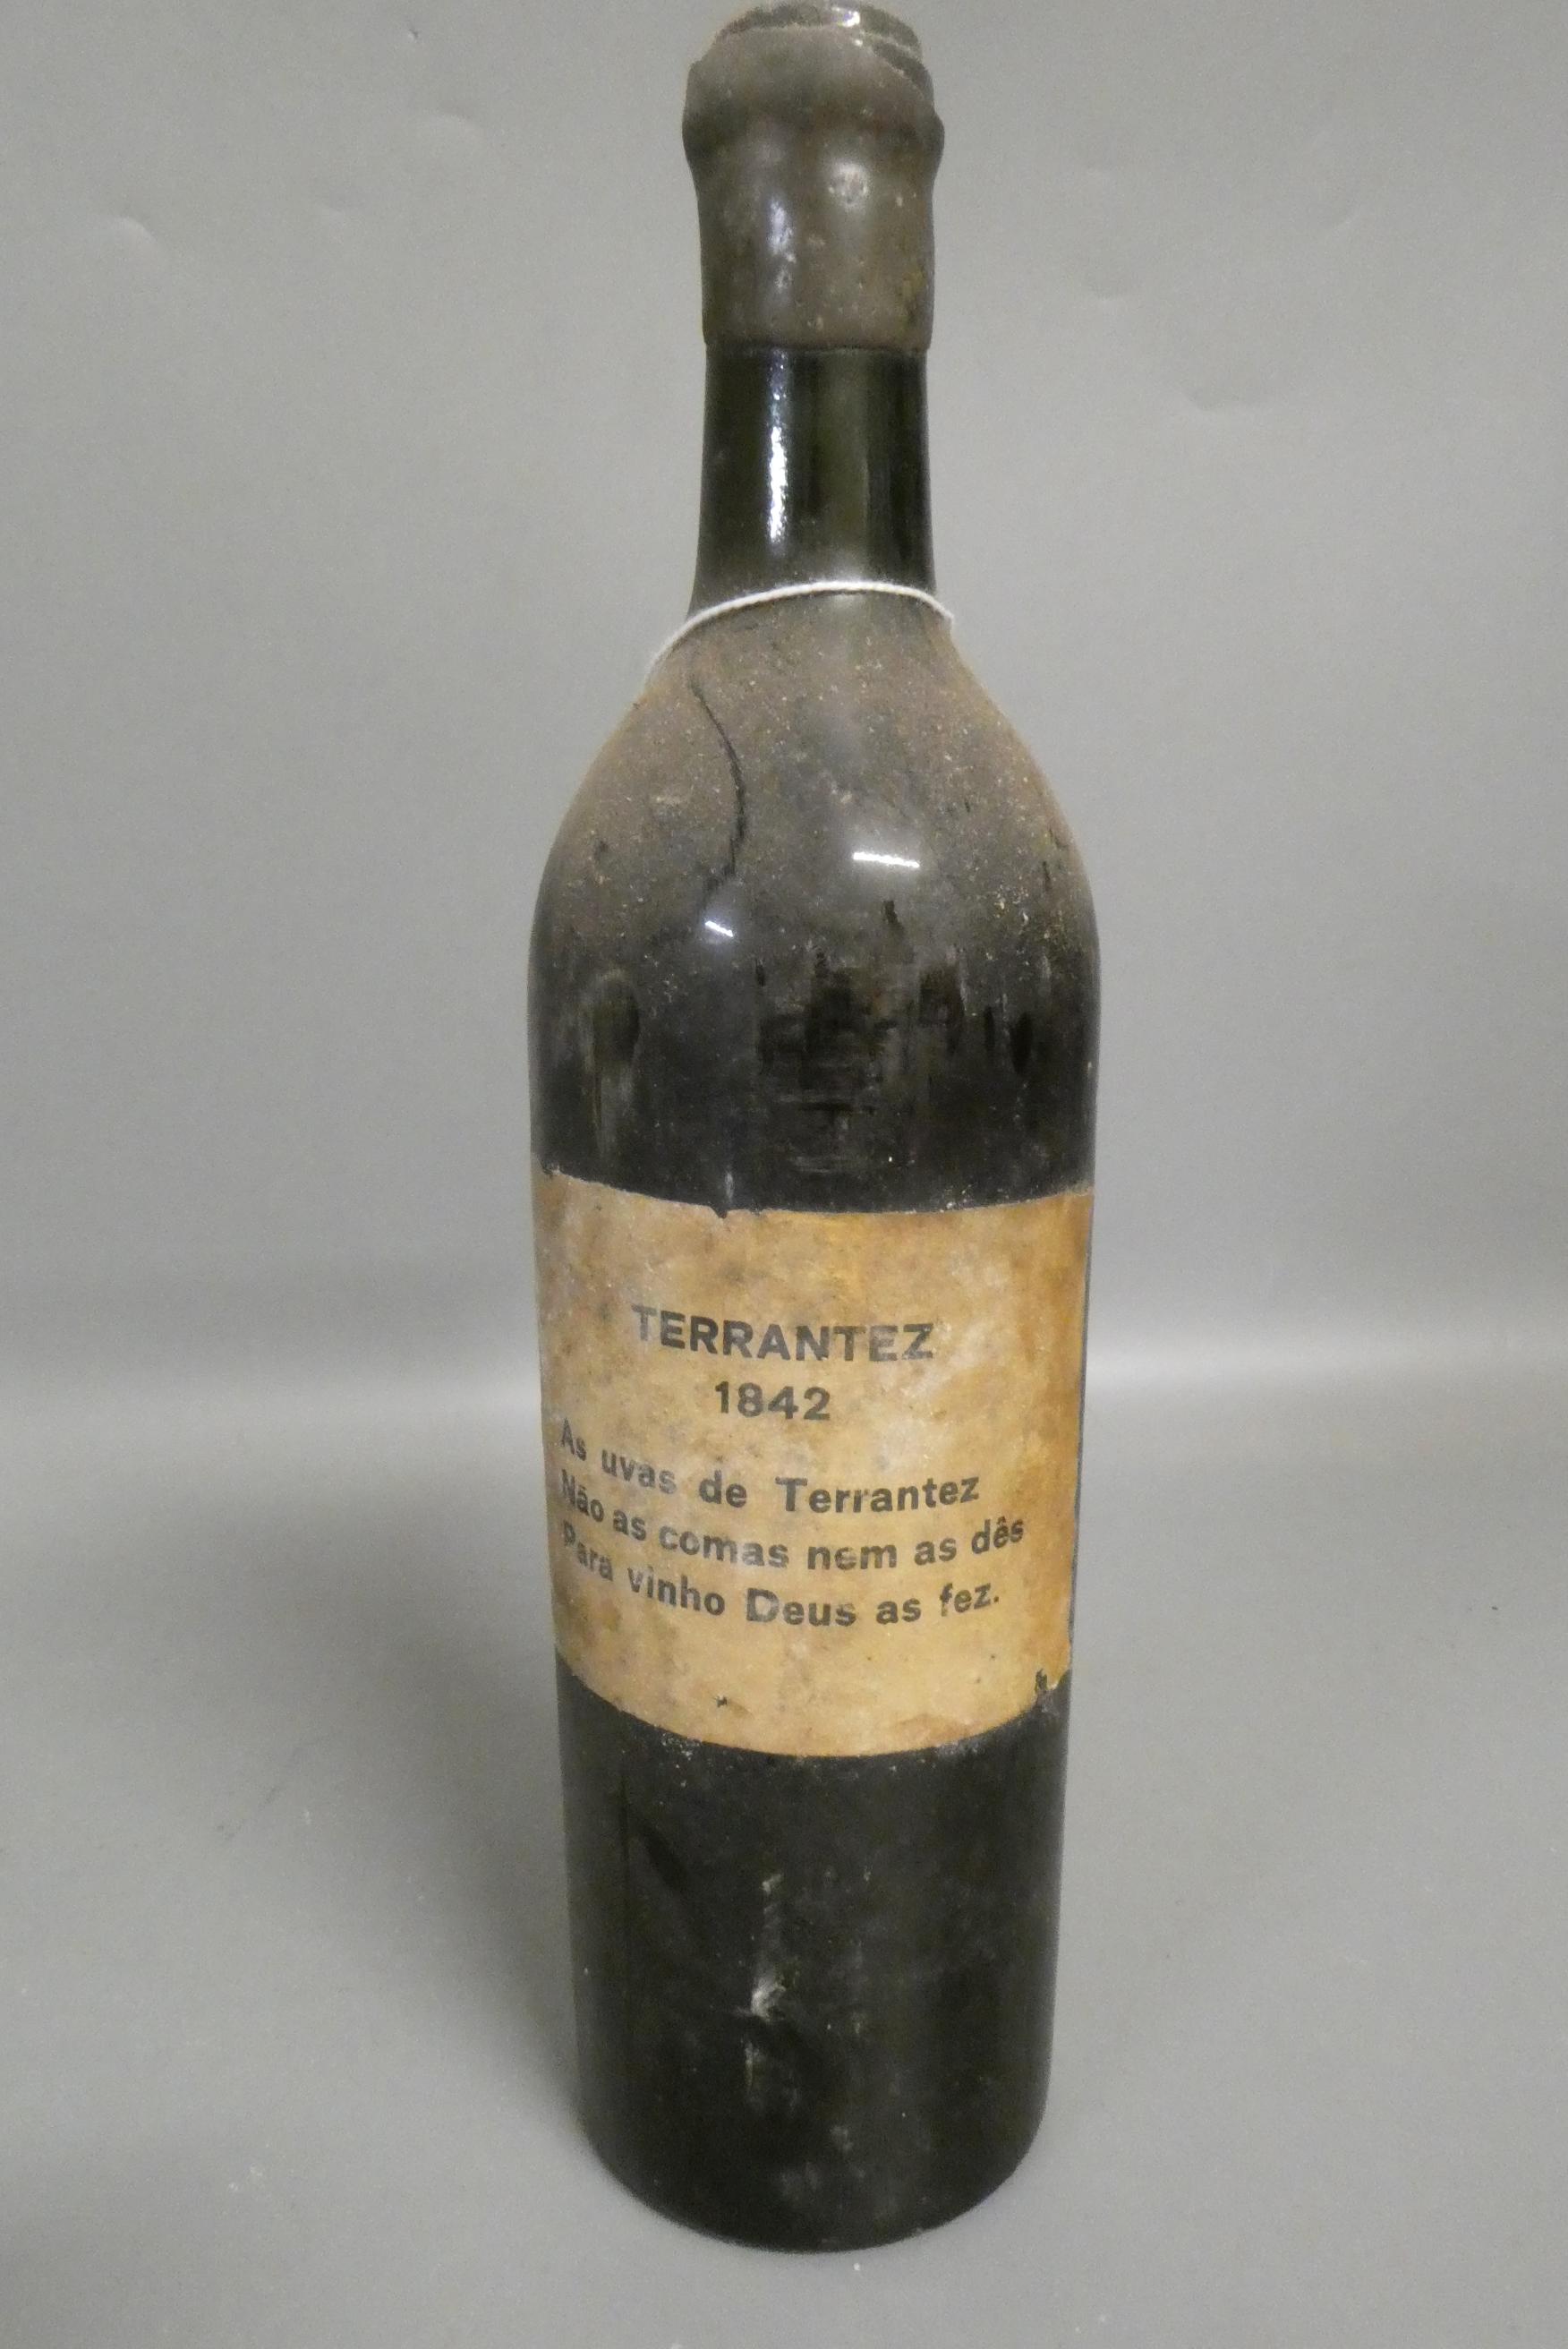 TERRANTEZ
1842
As uvas de Terrantez
Não as comas nem as dês
Para vinho Deus as fez.